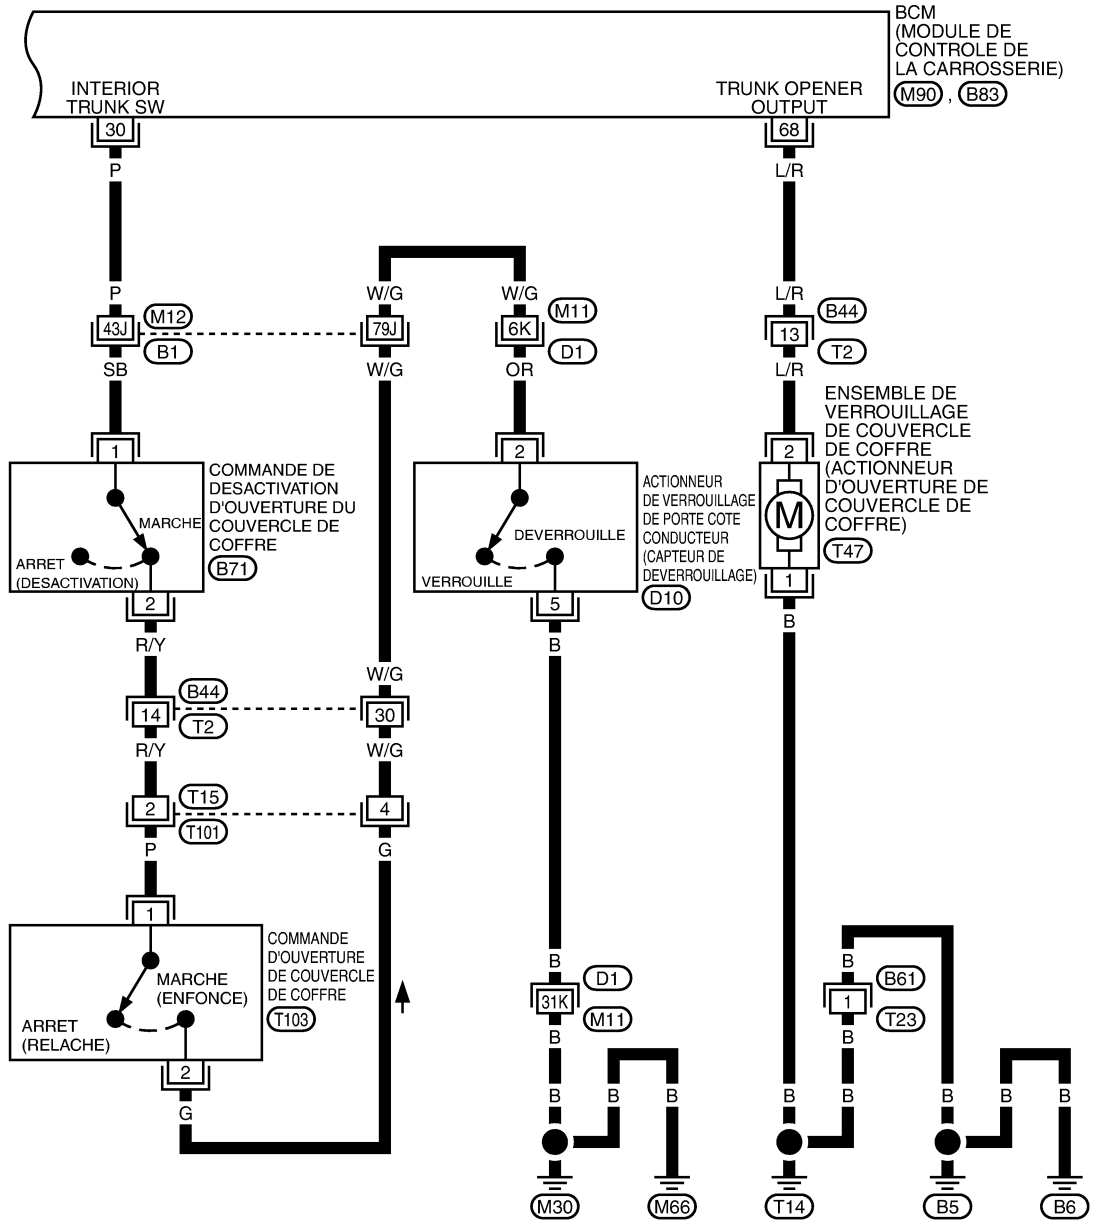 BCM
(MODULE DE
CONTROLE DE
LA CARROSSERIE)
M90 , B83
INTERIOR
TRUNK SW
TRUNK OPENER
OUTPUT
30
68
P
L/R
P
W/G
W/G
L/R
43J
M12
B1
79J
6K
M11
D1
13
B44
T2
SB
W/G
OR
L/R
1
2
2
COMMANDE DE
DESACTIVATION
D'OUVERTURE DU
COUVERCLE DE
COFFRE
B71
MARCHE
ARRET
(DESACTIVATION)
2
ACTIONNEUR
DE VERROUILLAGE
DE PORTE COTE
CONDUCTEUR
(CAPTEUR DE
DEVERROUILLAGE)
D10
DEVERROUILLE
VERROUILLE
5
ENSEMBLE DE
VERROUILLAGE
DE COUVERCLE
DE COFFRE
(ACTIONNEUR
D'OUVERTURE DE
COUVERCLE DE
COFFRE)
T47
M
1
R/Y
B
B
W/G
14
B44
T2
30
R/Y
W/G
2
T15
T101
4
P
G
1
COMMANDE
D'OUVERTURE
DE COUVERCLE
DE COFFRE
T103
MARCHE
(ENFONCE)
ARRET
(RELACHE)
2
G
B
31K
D1
M11
B
B
1
B61
T23
B
B
B
B
B
B
B
B
B
B
M30
M66
T14
B5
B6